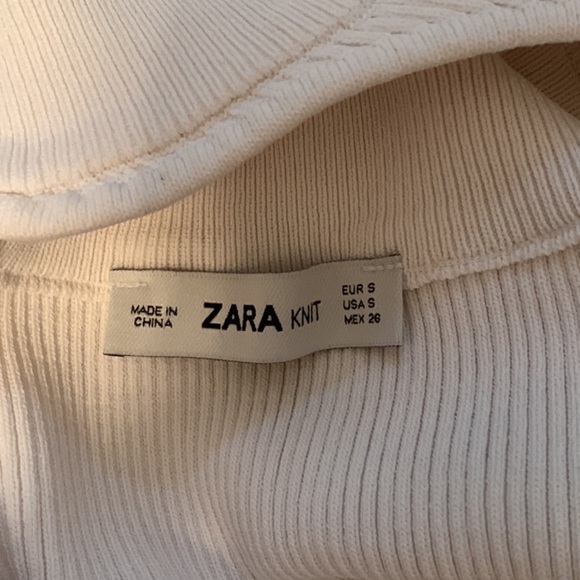 MADE IN
CHINA
ZARA KNIT
EUR S
USA S
MEX 26